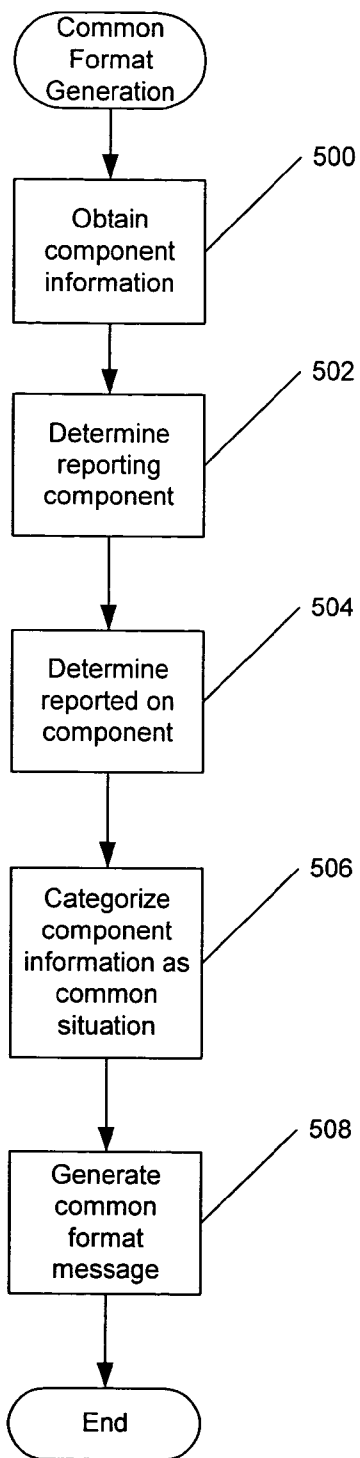 Common
Format
Generation
500
Obtain
component
information
502
Determine
reporting
component
504
Determine
reported on
component
506
Categorize
component
information as
common
situation
508
Generate
common
format
message
End